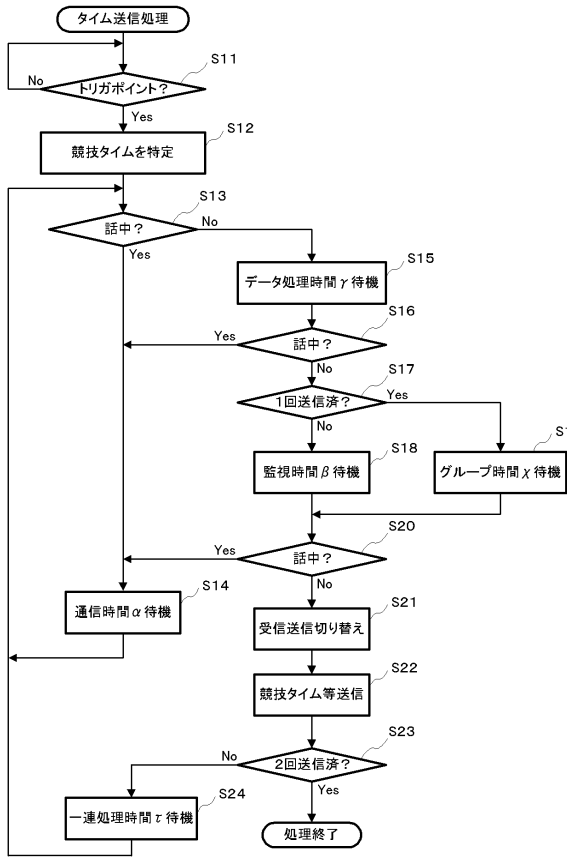 タイム送信処理
S11
トリガポイント？
No
Yes
S12
競技タイムを特定
S13
話中？
No
Yes
S15
データ処理時間γ待機
S16
話中？
Yes
No
S17
1回送信済？
Yes
No
S18
監視時間β待機
グループ時間χ待機
S20
話中？
Yes
No
S14
通信時間α待機
S21
受信送信切り替え
S22
競技タイム等送信
S23
2回送信済？
No
Yes
S24
一連処理時間τ待機
処理終了